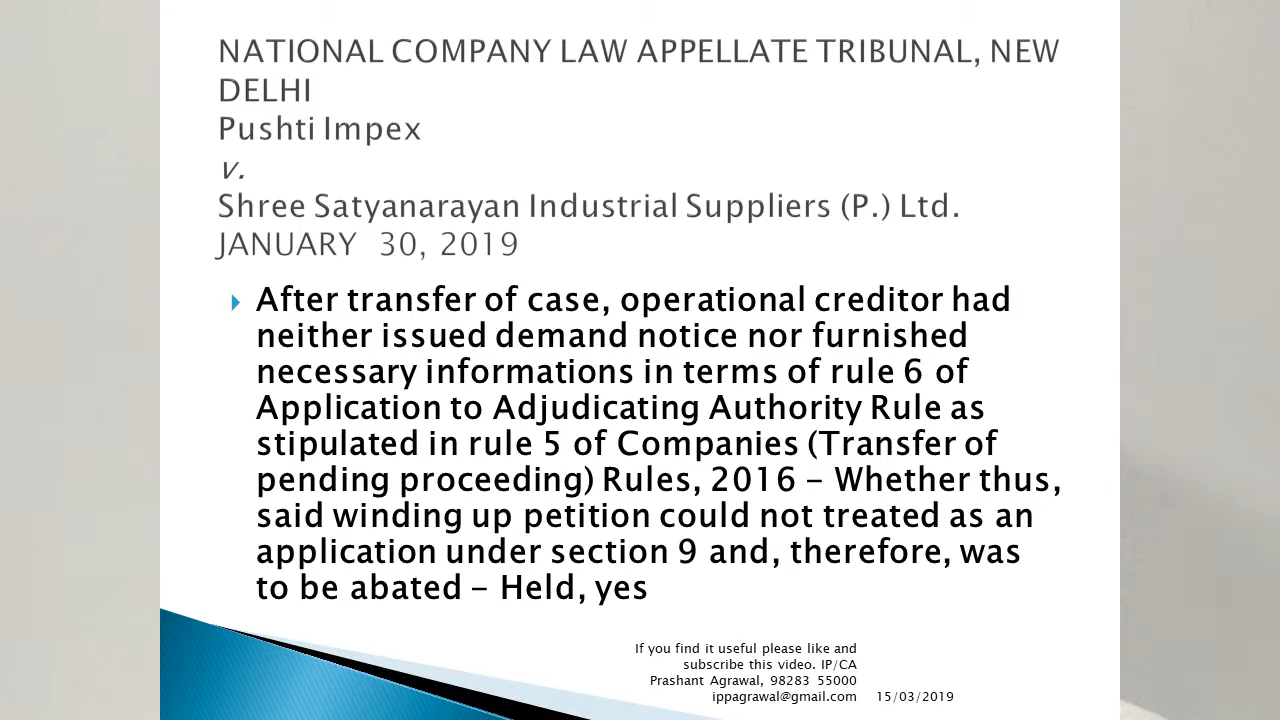 NATIONAL COMPANY LAW APPELLATE TRIBUNAL, NEW
DELHI
Pushti Impex
v.
Shree Satyanarayan Industrial Suppliers (P.) Ltd.
JANUARY 30, 2019
After transfer of case, operational creditor had
neither issued demand notice nor furnished
necessary informations in terms of rule 6 of
Application to Adjudicating Authority Rule as
stipulated in rule 5 of Companies (Transfer of
pending proceeding) Rules, 2016 – Whether thus,
said winding up petition could not treated as an
application under section 9 and, therefore, was
to be abated – Held, yes
If you find it useful please like and
subscribe this video. IP/CA
Prashant Agrawal, 98283 55000
ippagrawal@gmail.com 15/03/2019